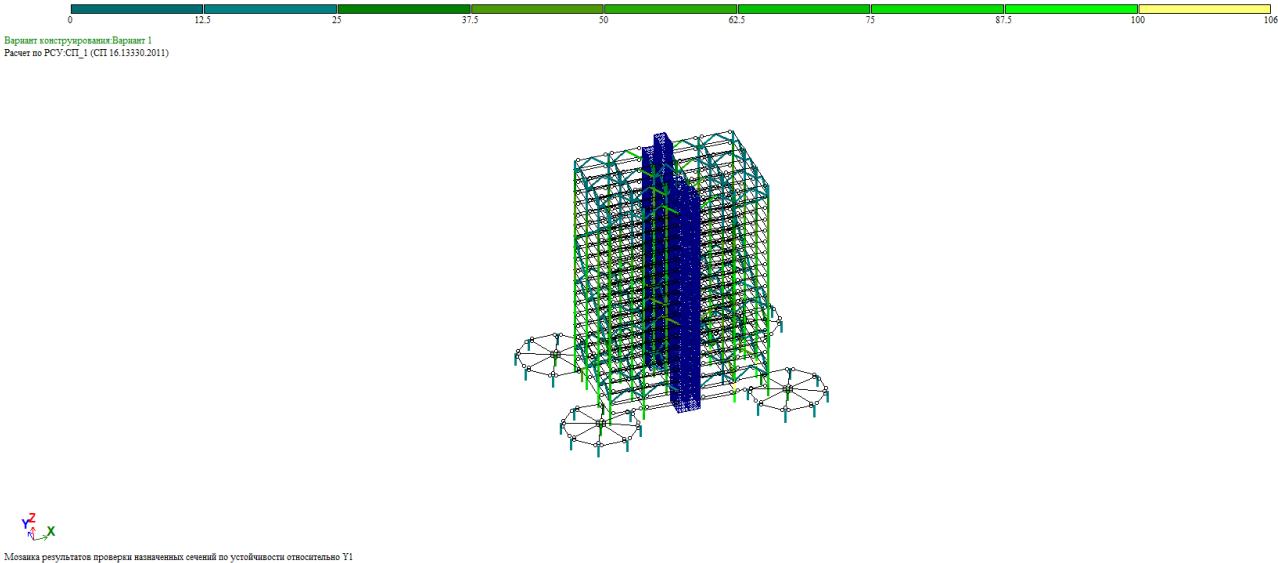 0 12.5 25 37.5 50 62.5 75 87.5 100 106
Вариант конструирования:Вариант 1
Расчет по РСУ:СП_1 (СП 16.13330.2011)
Z
Y X
Мозаика результатов проверки назначенных сечений по устойчивости относительно Y1